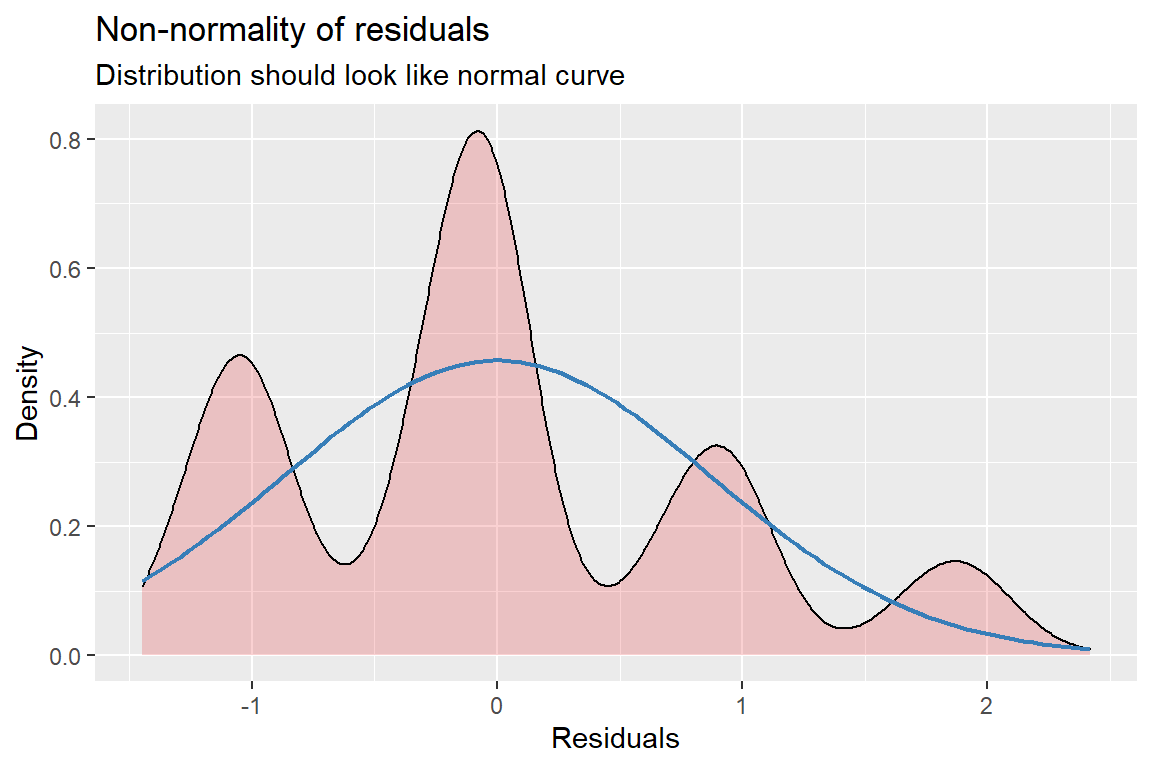 Non-normality of residuals
Distribution should look like normal curve
Density
0.8
0.6
0.4
0.2
0.0
-1
0
1
2
Residuals